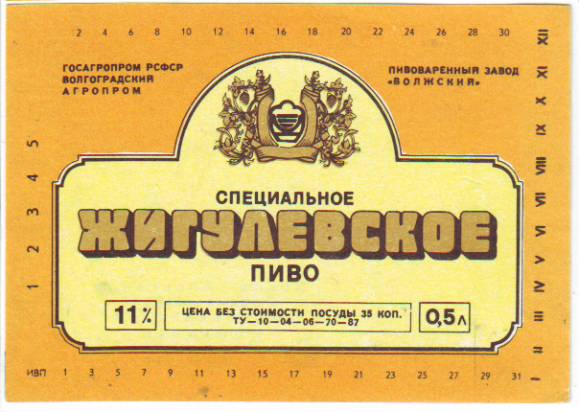 2 4 6 8 10 12 14 16 18 20 22 24 26 28 30
ГОСАГРОПРОМ РСФСР
ВОЛГОГРАДСКИЙ
АГРОПРОМ
ПИВОВАРЕННЫЙ ЗАВОД
«ВОЛЖСКИЙ»
СПЕЦИАЛЬНОЕ
ЖИГУЛЕВСКОЕ
ПИВО
11%
ЦЕНА БЕЗ СТОИМОСТИ ПОСУДЫ 35 КОП.
ТУ—10—04—06—70—87
0,5л
1 2 3 4 5
I II III IV V VI VII VIII IX X XI XII
ИВП 1 3 5 7 9 11 13 15 17 19 21 23 25 27 29 31